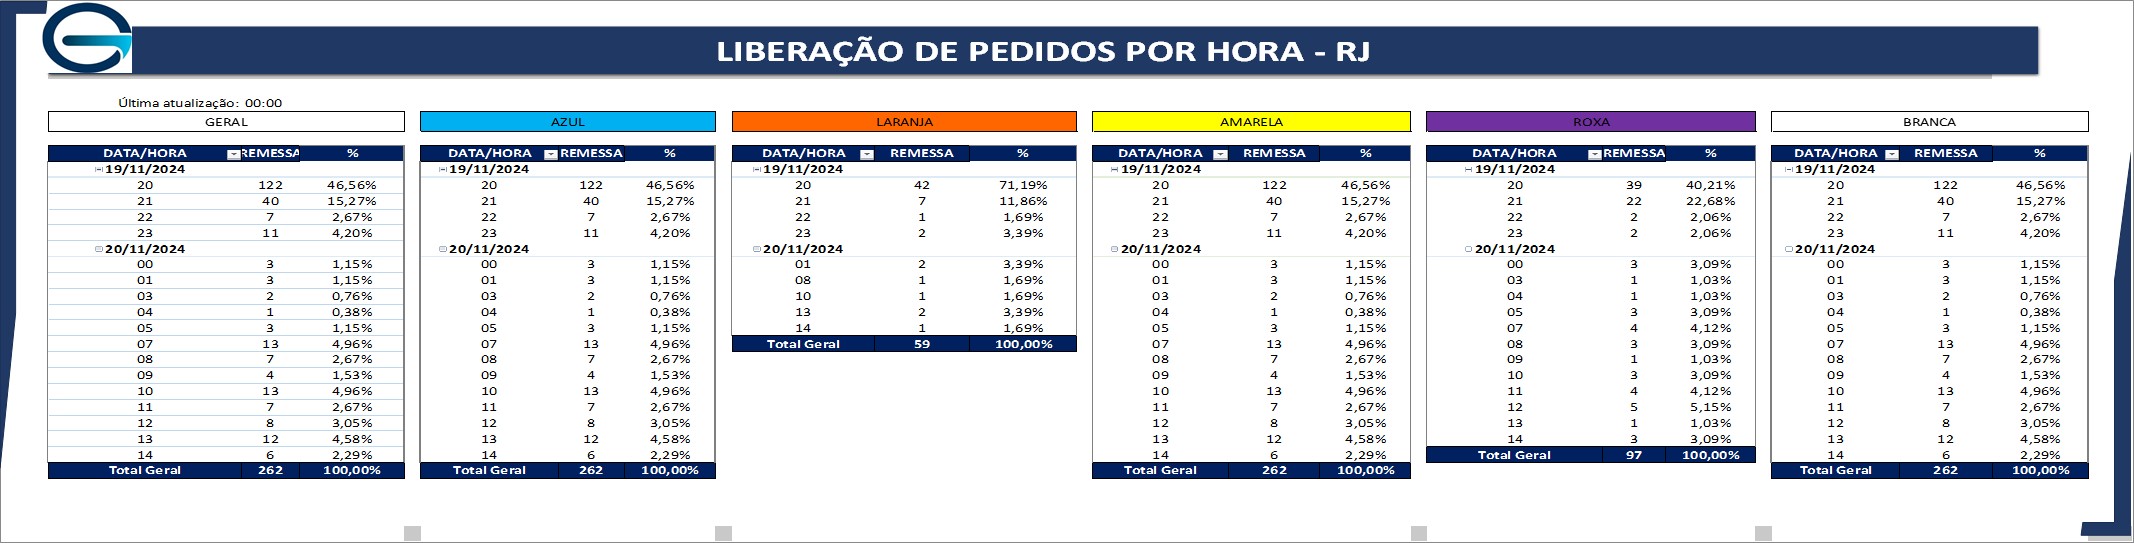 LIBERAÇÃO DE PEDIDOS POR HORA - RJ
Última atualização: 00:00
GERAL AZUL LARANJA AMARELA ROXA BRANCA
DATA/HORA REMESSA % DATA/HORA REMESSA % DATA/HORA REMESSA % DATA/HORA REMESSA % DATA/HORA REMESSA % DATA/HORA REMESSA %
19/11/2024 19/11/2024 19/11/2024 19/11/2024 19/11/2024 19/11/2024
20 122 46,56% 20 122 46,56% 20 42 71,19% 20 122 46,56% 20 39 40,21% 20 122 46,56%
21 40 15,27% 21 40 15,27% 21 7 11,86% 21 40 15,27% 21 22 22,68% 21 40 15,27%
22 7 2,67% 22 7 2,67% 22 1 1,69% 22 7 2,67% 22 2 2,06% 22 7 2,67%
23 11 4,20% 23 11 4,20% 23 2 3,39% 23 11 4,20% 23 2 2,06% 23 11 4,20%
20/11/2024 20/11/2024 20/11/2024 20/11/2024 20/11/2024 20/11/2024
00 3 1,15% 00 3 1,15% 01 2 3,39% 00 3 1,15% 00 3 3,09% 00 3 1,15%
01 3 1,15% 01 3 1,15% 08 1 1,69% 01 3 1,15% 03 1 1,03% 01 3 1,15%
03 2 0,76% 03 2 0,76% 10 1 1,69% 03 2 0,76% 04 1 1,03% 03 2 0,76%
04 1 0,38% 04 1 0,38% 13 2 3,39% 04 1 0,38% 05 3 3,09% 04 1 0,38%
05 3 1,15% 05 3 1,15% 14 1 1,69% 05 3 1,15% 07 4 4,12% 05 3 1,15%
07 13 4,96% 07 13 4,96% Total Geral 59 100,00% 07 13 4,96% 08 3 3,09% 07 13 4,96%
08 7 2,67% 08 7 2,67% 08 7 2,67% 09 1 1,03% 08 7 2,67%
09 4 1,53% 09 4 1,53% 09 4 1,53% 10 3 3,09% 09 4 1,53%
10 13 4,96% 10 13 4,96% 10 13 4,96% 11 4 4,12% 10 13 4,96%
11 7 2,67% 11 7 2,67% 11 7 2,67% 12 5 5,15% 11 7 2,67%
12 8 3,05% 12 8 3,05% 12 8 3,05% 13 1 1,03% 12 8 3,05%
13 12 4,58% 13 12 4,58% 13 12 4,58% 14 3 3,09% 13 12 4,58%
14 6 2,29% 14 6 2,29% 14 6 2,29% Total Geral 97 100,00% 14 6 2,29%
Total Geral 262 100,00% Total Geral 262 100,00% Total Geral 262 100,00% Total Geral 262 100,00%